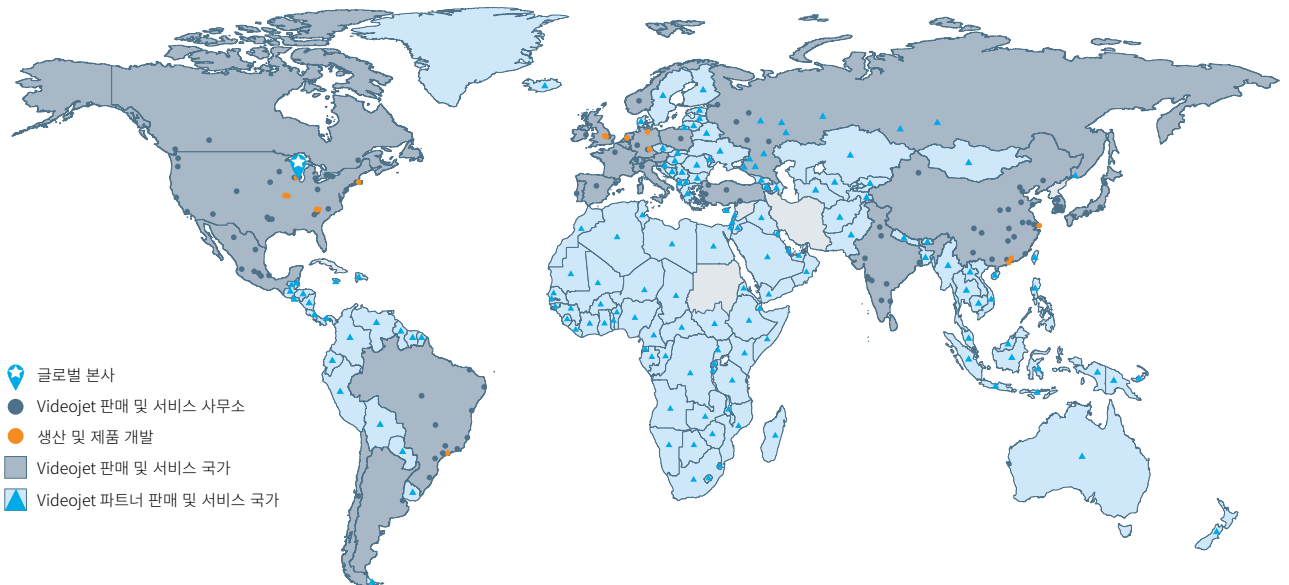 글로벌 본사
Videojet 판매 및 서비스 사무소
생산 및 제품 개발
Videojet 판매 및 서비스 국가
Videojet 파트너 판매 및 서비스 국가